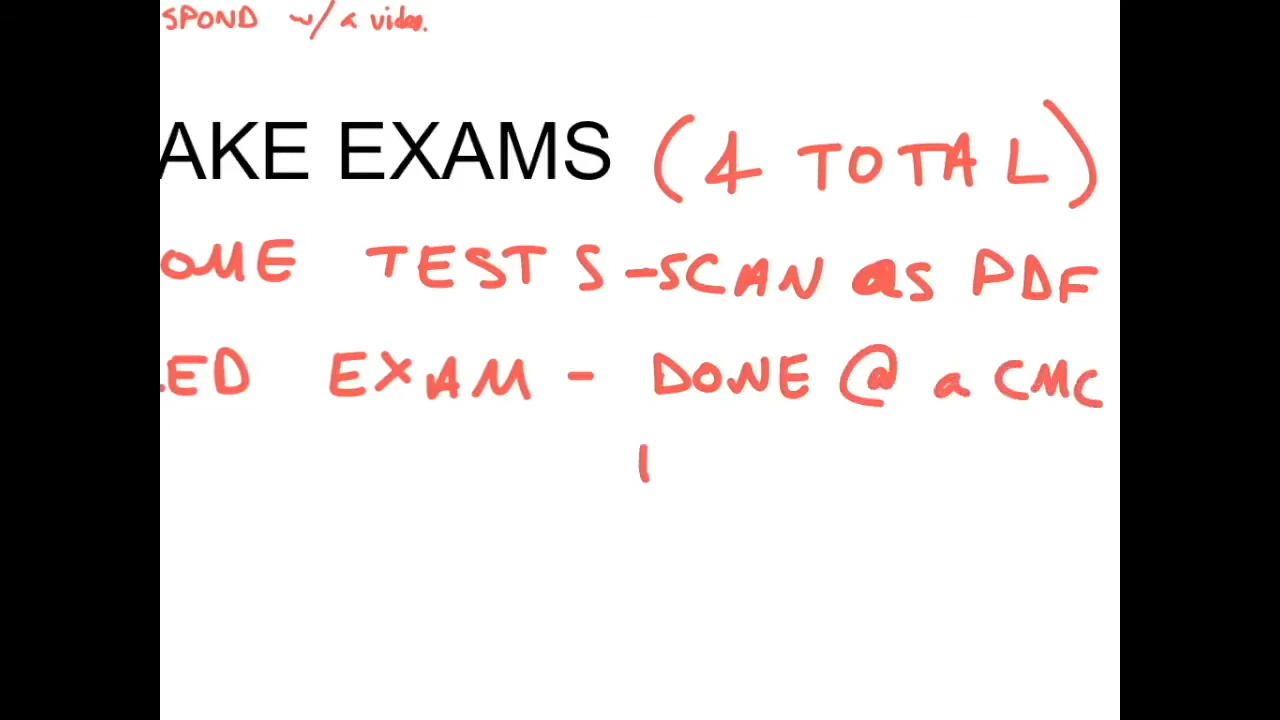 SPOND w/ a video.
AKE EXAMS (4 TOTAL)
OME TESTS - SCAN as PDF
ED EXAM - DONE @ a CMC
I